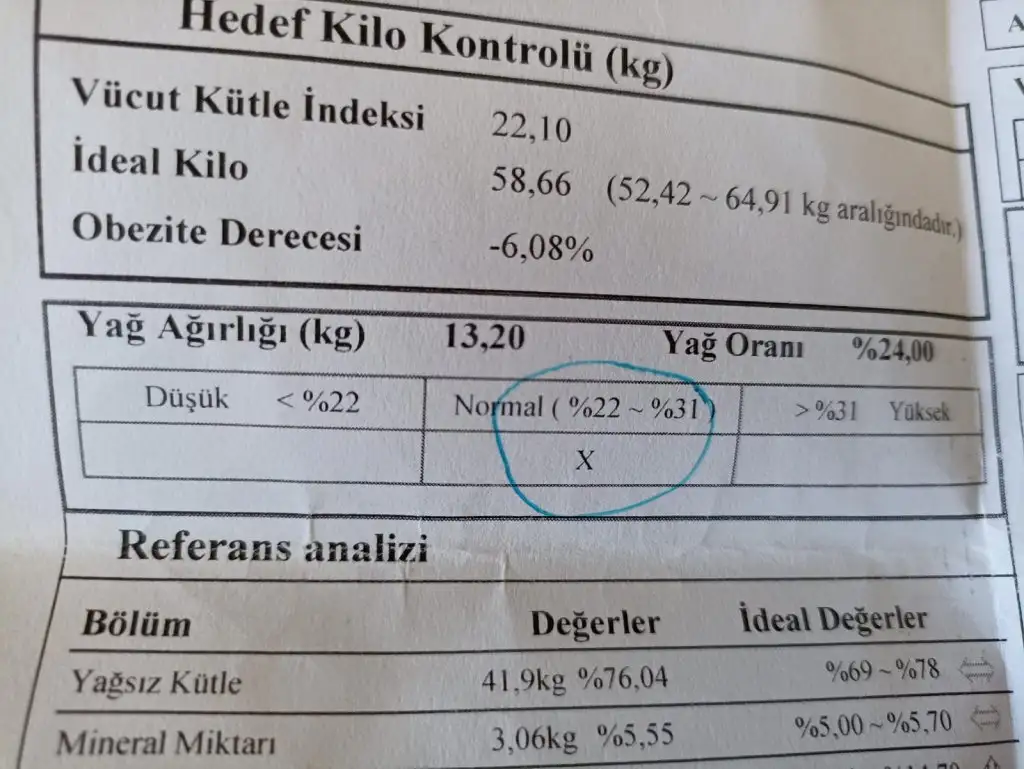 Hedef Kilo Kontrolü (kg)
Vücut Kütle İndeksi 22,10
İdeal Kilo 58,66 (52,42 ~ 64,91 kg aralığındadır.)
Obezite Derecesi -6,08%
Yağ Ağırlığı (kg) 13,20 Yağ Oranı %24,00
Düşük < %22 Normal ( %22 ~ %31 ) > %31 Yüksek
X
Referans analizi
Bölüm Değerler İdeal Değerler
Yağsız Kütle 41,9kg %76,04 %69 ~ %78
Mineral Miktarı 3,06kg %5,55 %5,00 ~ %5,70